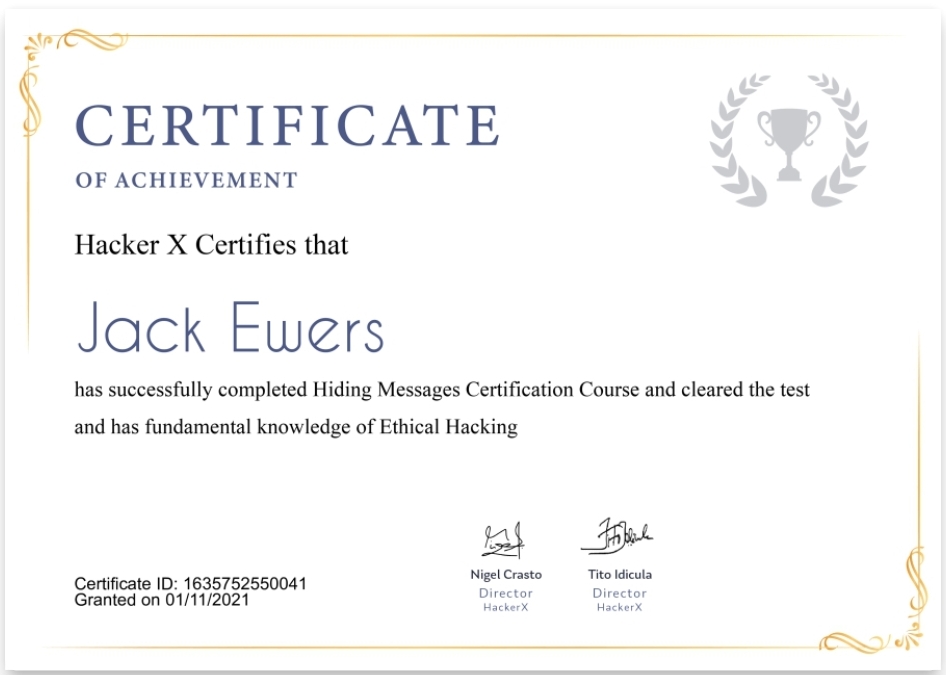 CERTIFICATE
OF ACHIEVEMENT
Hacker X Certifies that
Jack Ewers
has successfully completed Hiding Messages Certification Course and cleared the test
and has fundamental knowledge of Ethical Hacking
Certificate ID: 1635752550041
Granted on 01/11/2021
Nigel Crasto
Director
HackerX
Tito Idicula
Director
HackerX